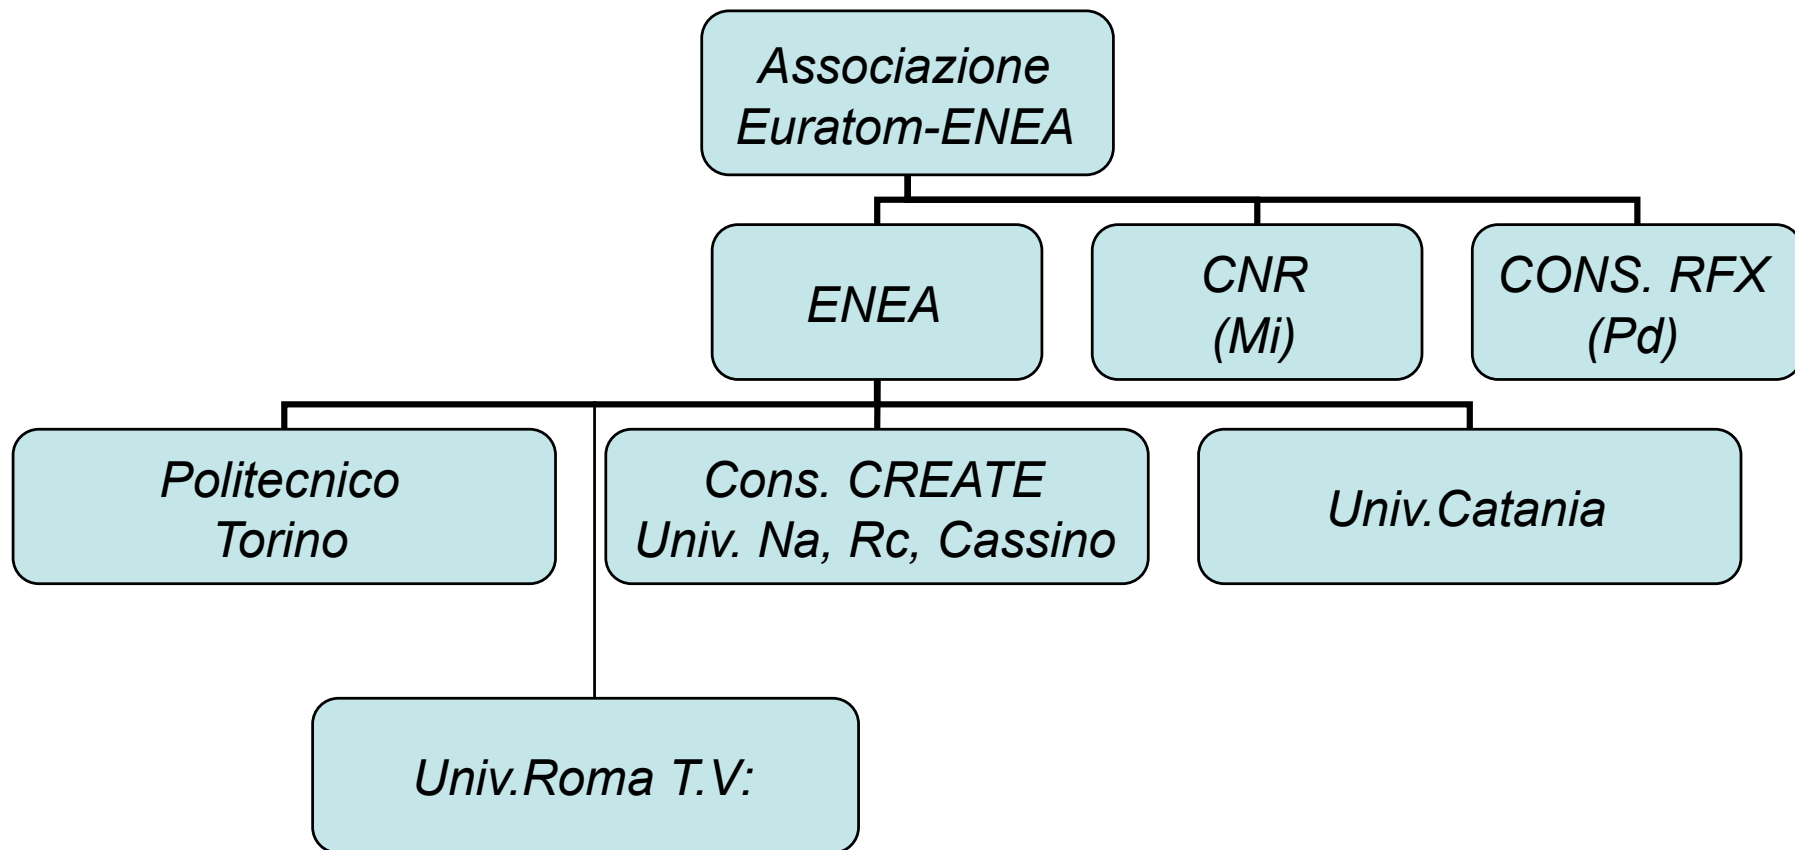 Associazione
Euratom-ENEA
ENEA
CNR
(Mi)
CONS. RFX
(Pd)
Politecnico
Torino
Cons. CREATE
Univ. Na, Rc, Cassino
Univ.Catania
Univ.Roma T.V: